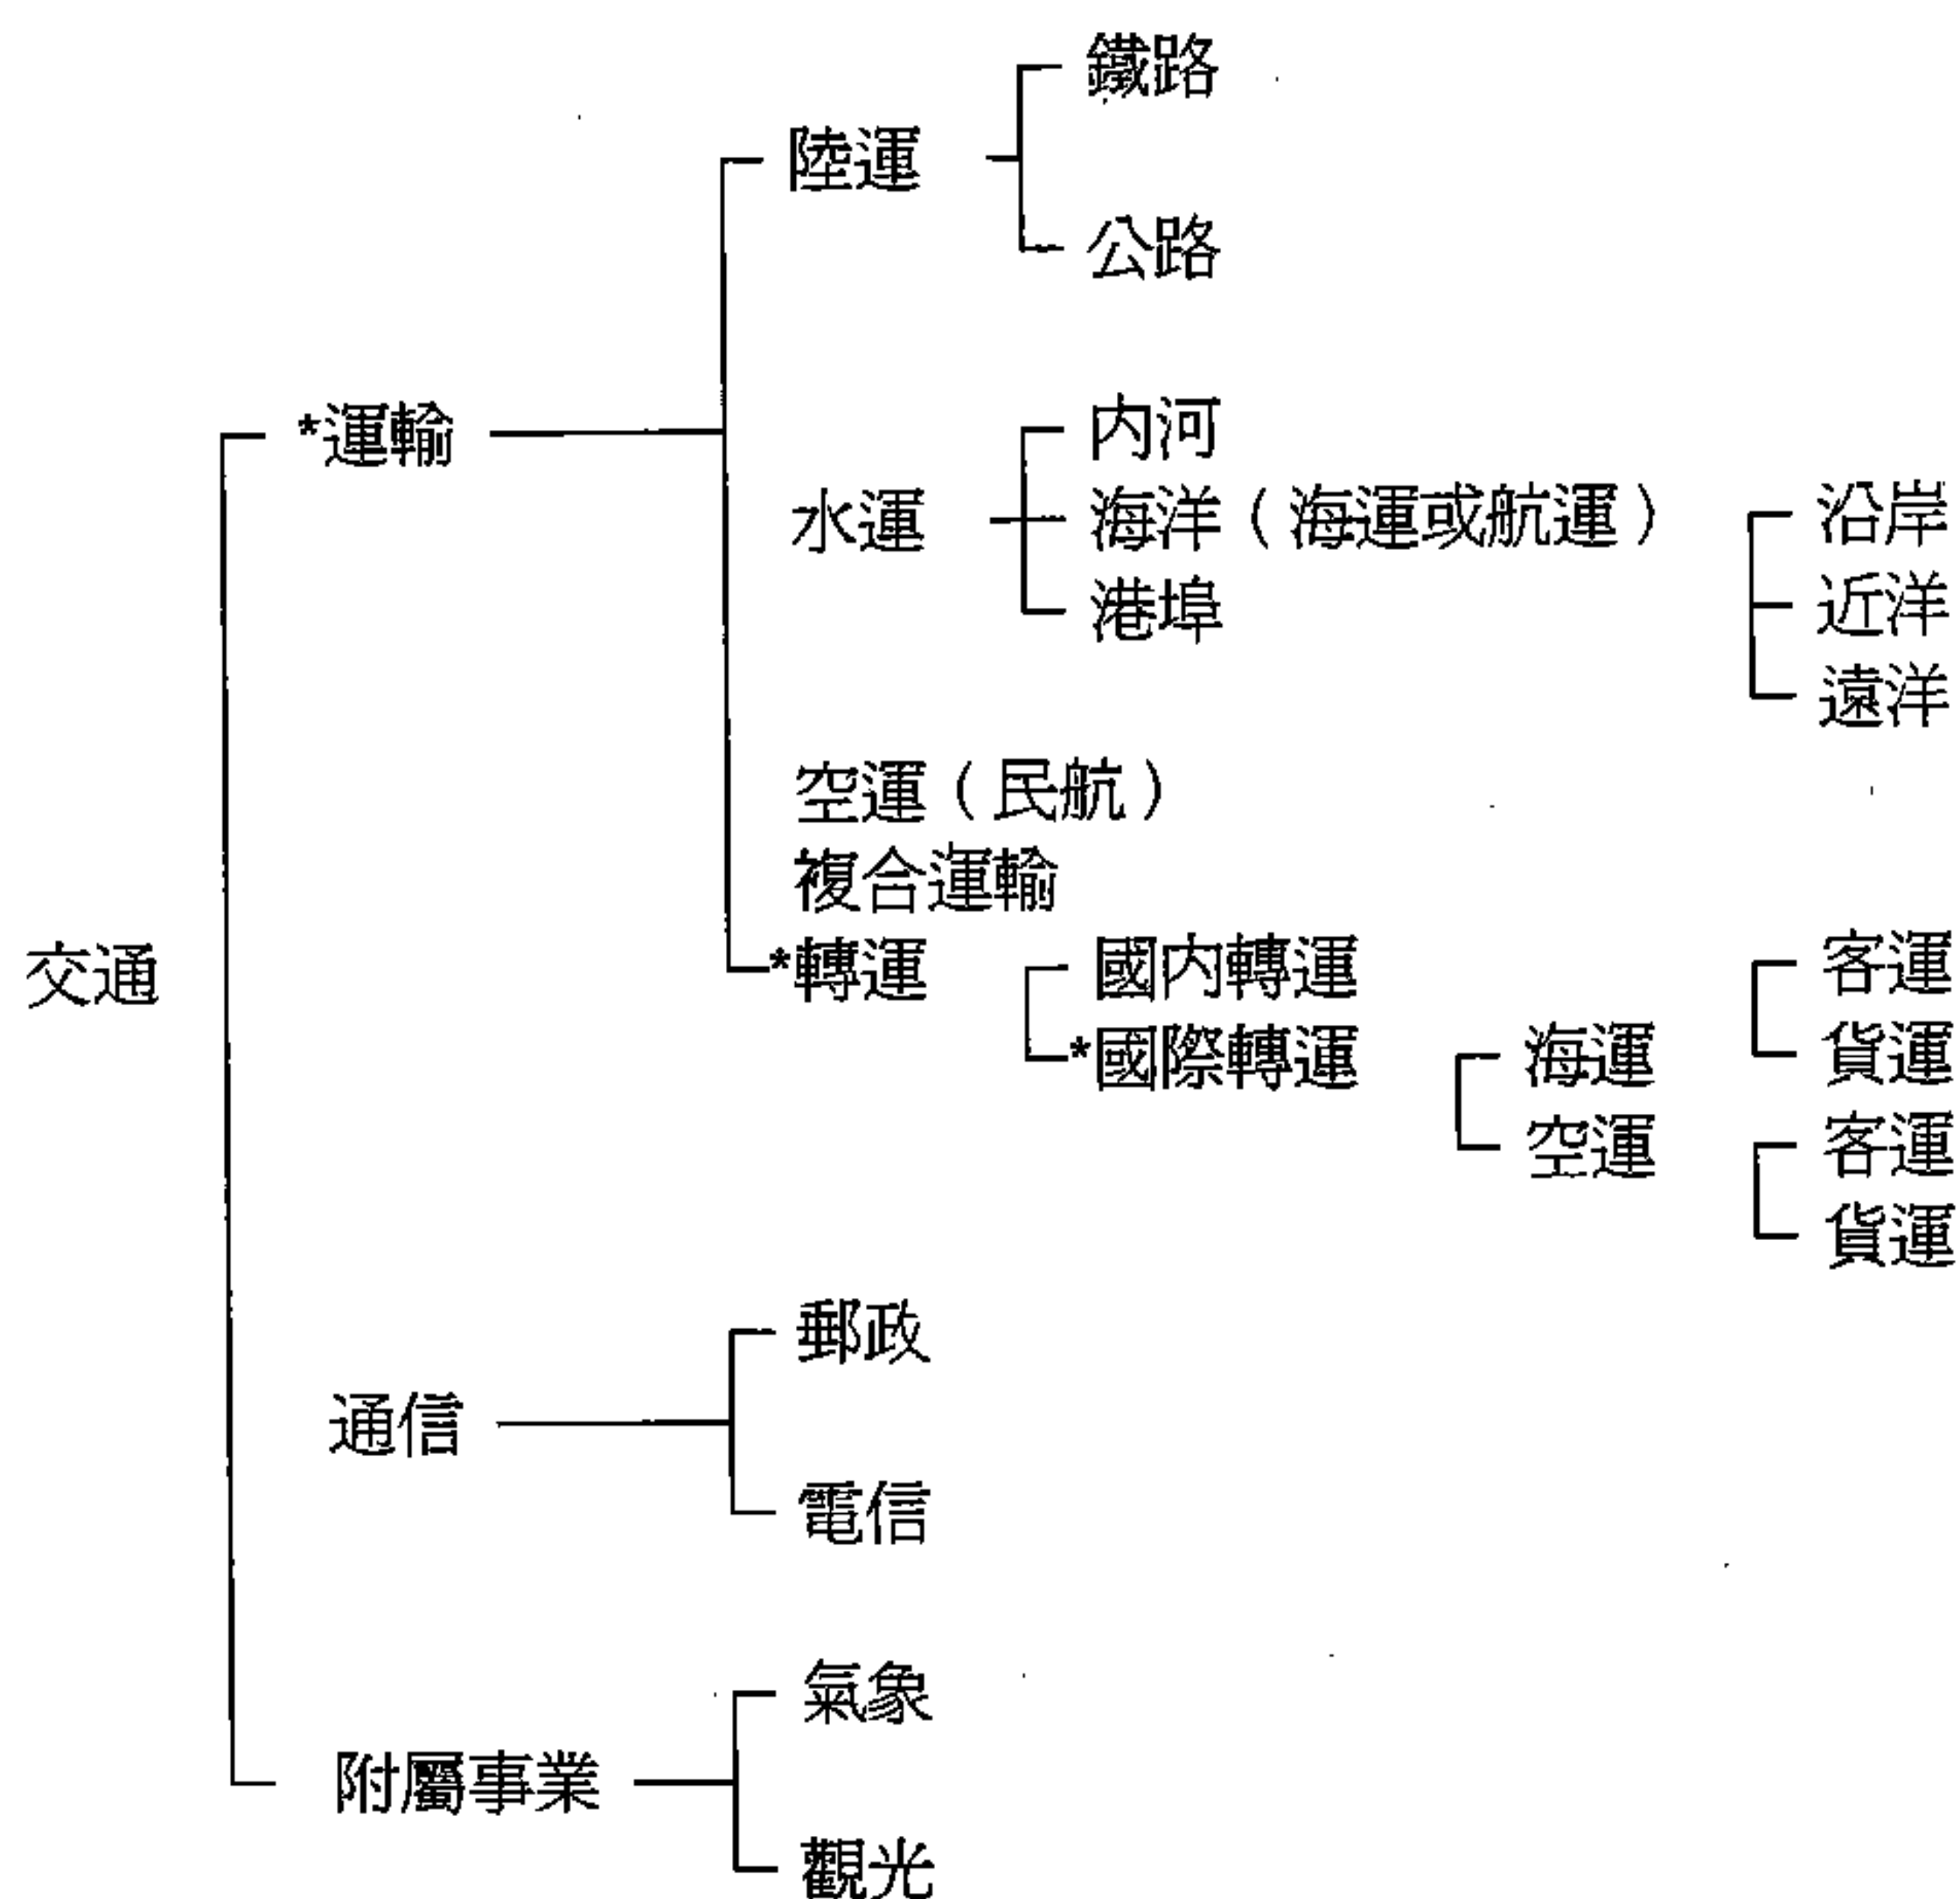 鐵路
陸運
公路
*運輸
內河
水運
海洋（海運或航運）
沿岸
近洋
港埠
遠洋
空運（民航）
複合運輸
交通
*轉運
國內轉運
客運
*國際轉運
海運
貨運
空運
客運
貨運
郵政
通信
電信
氣象
附屬事業
觀光